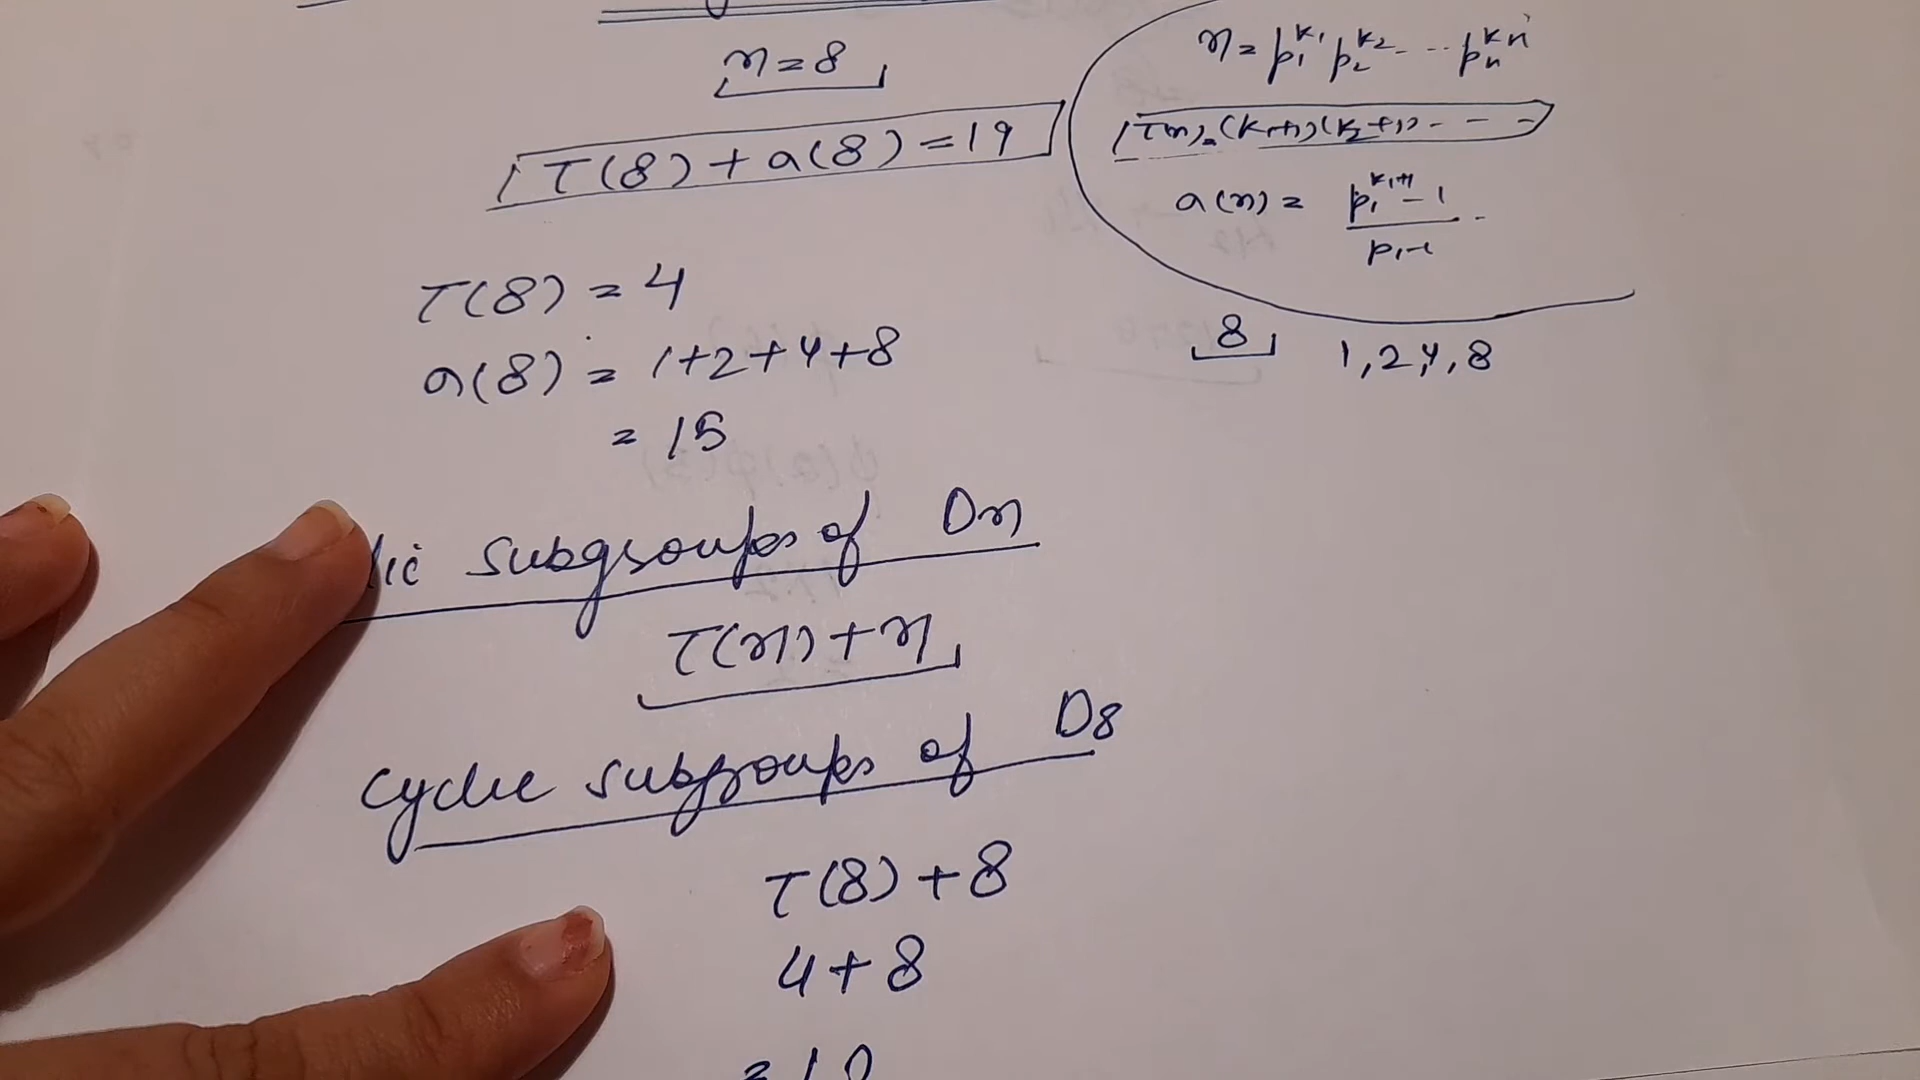 n=8
τ(8)+σ(8)=19
τ(8) = 4
σ(8) = 1+2+4+8
= 15
lic subgroups of Dn
τ(n)+n
cyclic subgroups of D8
τ(8)+8
4+8
n = p₁^k₁ p₂^k₂ - - - - pₙ^kn
τ(n) = (k₁+1)(k₂+1) - - - -
σ(n) = (p₁^(k₁+1) - 1)/(p₁-1) - -
8 1,2,4,8